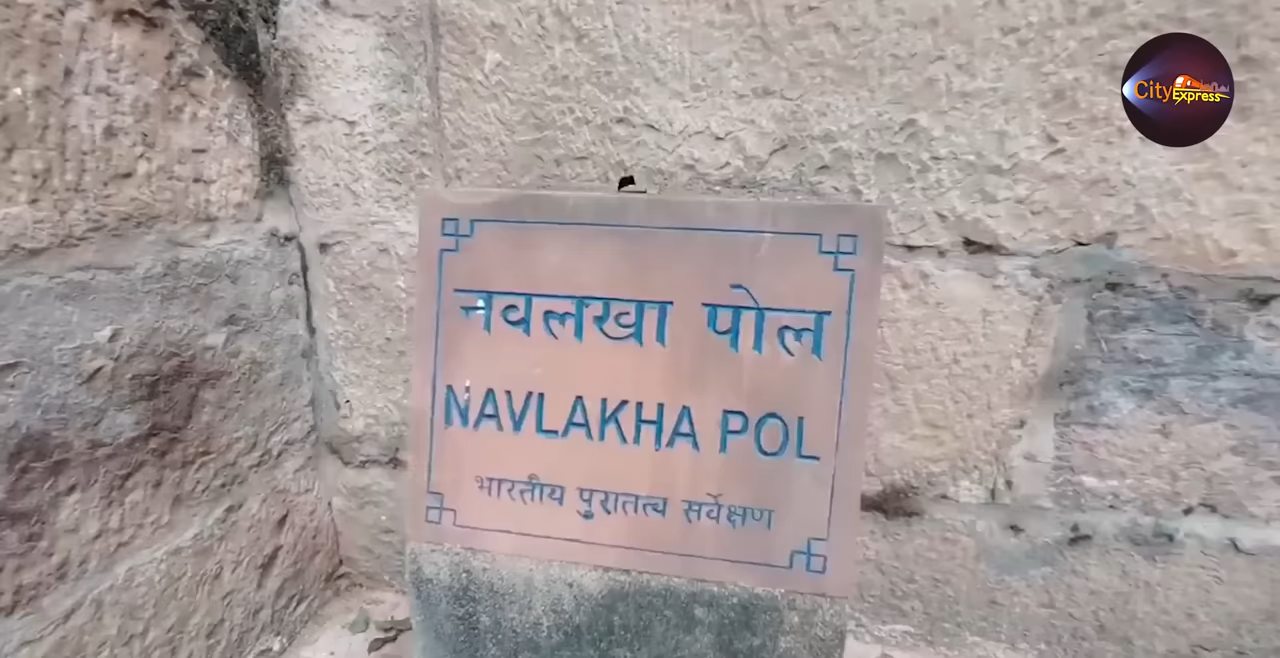 City
Express
नवलखा पोल
NAVLAKHA POL
भारतीय पुरातत्व सर्वेक्षण